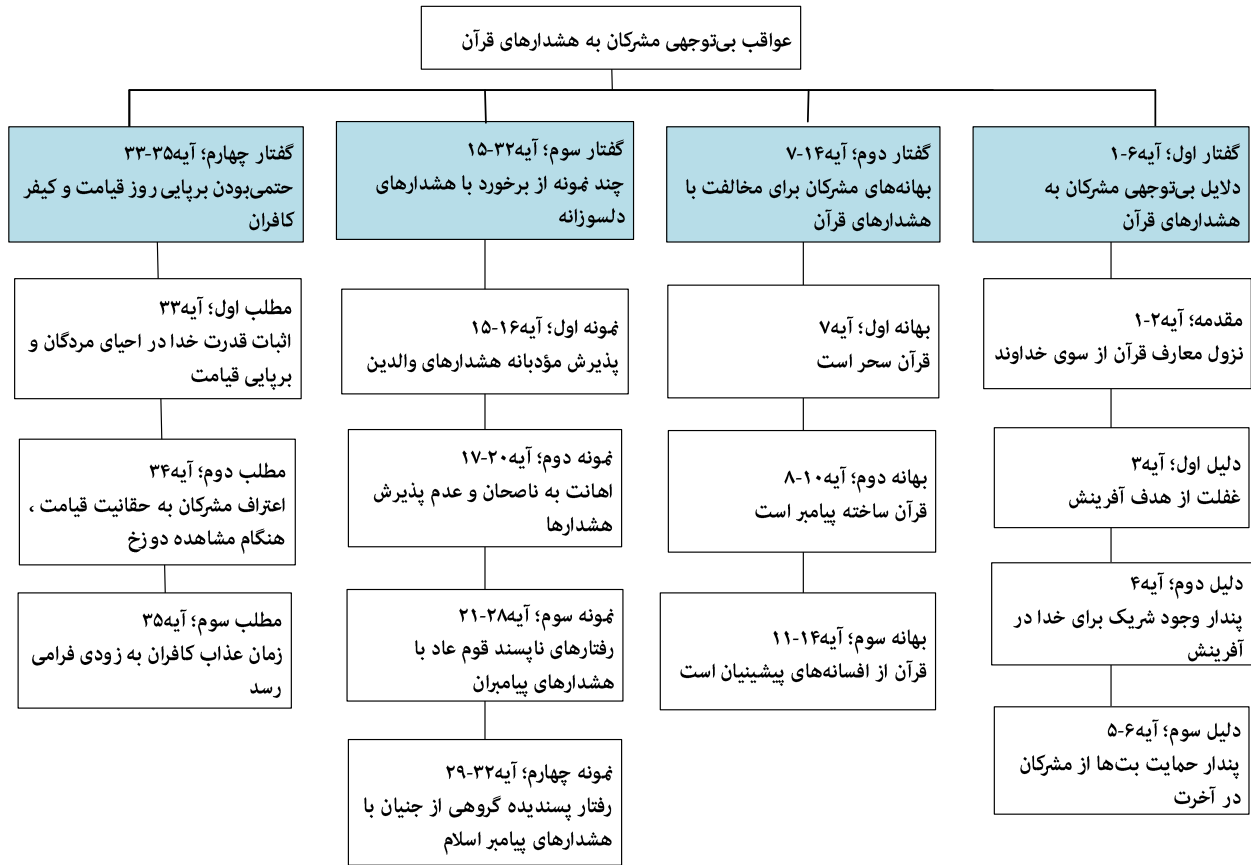 عواقب بی‌توجهی مشرکان به هشدارهای قرآن
گفتار اول؛ آیه۶-۱
دلایل بی‌توجهی مشرکان به
هشدارهای قرآن
مقدمه؛ آیه۲-۱
نزول معارف قرآن از سوی خداوند
دلیل اول؛ آیه۳
غفلت از هدف آفرینش
دلیل دوم؛ آیه۴
پندار وجود شریک برای خدا در
آفرینش
دلیل سوم؛ آیه۶-۵
پندار حمایت بت‌ها از مشرکان
در آخرت
گفتار دوم؛ آیه۱۴-۷
بهانه‌های مشرکان برای مخالفت با
هشدارهای قرآن
بهانه اول؛ آیه۷
قرآن سحر است
بهانه دوم؛ آیه۱۰-۸
قرآن ساخته پیامبر است
بهانه سوم؛ آیه۱۴-۱۱
قرآن از افسانه‌های پیشینیان است
گفتار سوم؛ آیه۳۲-۱۵
چند نمونه از برخورد با هشدارهای
دلسوزانه
نمونه اول؛ آیه۱۶-۱۵
پذیرش مؤدبانه هشدارهای والدین
نمونه دوم؛ آیه۲۰-۱۷
اهانت به ناصحان و عدم پذیرش
هشدارها
نمونه سوم؛ آیه۲۸-۲۱
رفتارهای ناپسند قوم عاد با
هشدارهای پیامبران
نمونه چهارم؛ آیه۳۲-۲۹
رفتار پسندیده گروهی از جنیان با
هشدارهای پیامبر اسلام
گفتار چهارم؛ آیه۳۵-۳۳
حتمی‌بودن برپایی روز قیامت و کیفر
کافران
مطلب اول؛ آیه۳۳
اثبات قدرت خدا در احیای مردگان و
برپایی قیامت
مطلب دوم؛ آیه۳۴
اعتراف مشرکان به حقانیت قیامت ،
هنگام مشاهده دوزخ
مطلب سوم؛ آیه۳۵
زمان عذاب کافران به زودی فرامی
رسد